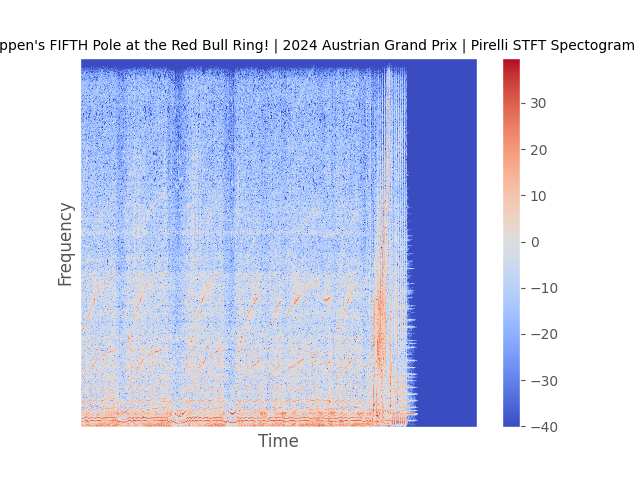 ppen's FIFTH Pole at the Red Bull Ring! | 2024 Austrian Grand Prix | Pirelli STFT Spectogram
Frequency
Time
30
20
10
0
−10
−20
−30
−40